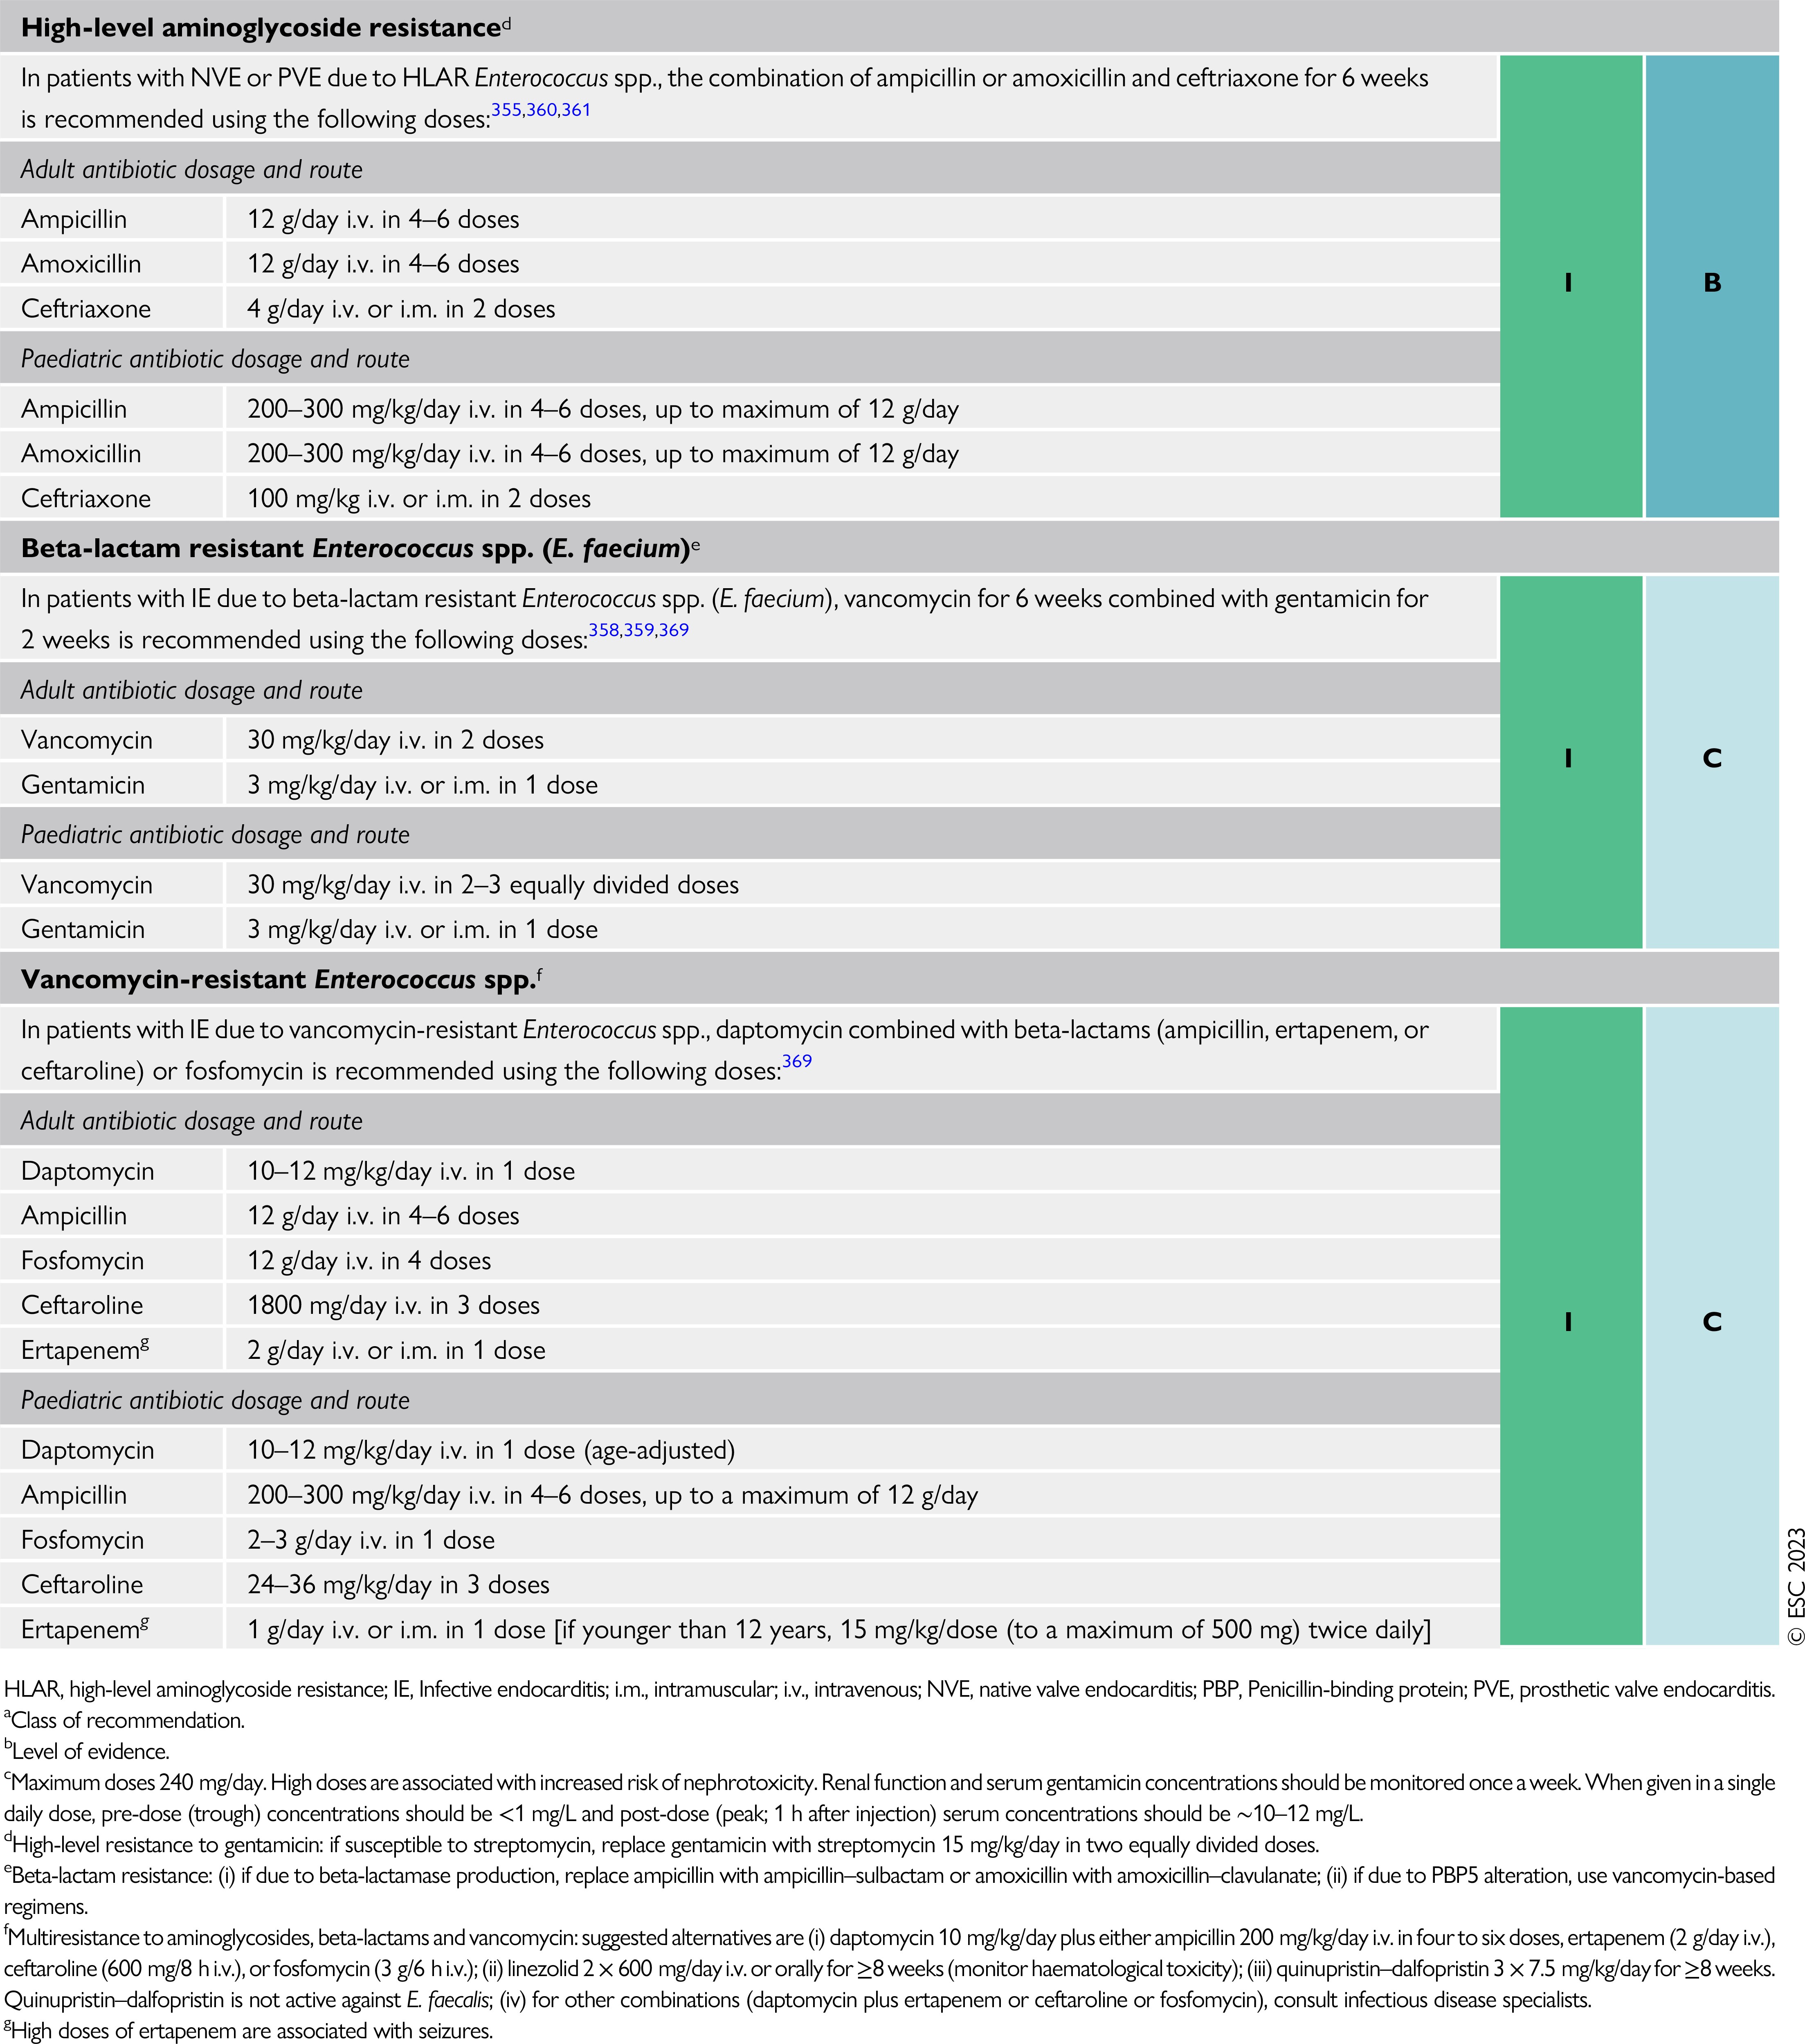 High-level aminoglycoside resistanceᵈ
In patients with NVE or PVE due to HLAR Enterococcus spp., the combination of ampicillin or amoxicillin and ceftriaxone for 6 weeks
is recommended using the following doses:355,360,361
I
B
Adult antibiotic dosage and route
Ampicillin 12 g/day i.v. in 4–6 doses
Amoxicillin 12 g/day i.v. in 4–6 doses
Ceftriaxone 4 g/day i.v. or i.m. in 2 doses
Paediatric antibiotic dosage and route
Ampicillin 200–300 mg/kg/day i.v. in 4–6 doses, up to maximum of 12 g/day
Amoxicillin 200–300 mg/kg/day i.v. in 4–6 doses, up to maximum of 12 g/day
Ceftriaxone 100 mg/kg i.v. or i.m. in 2 doses
Beta-lactam resistant Enterococcus spp. (E. faecium)ᵉ
In patients with IE due to beta-lactam resistant Enterococcus spp. (E. faecium), vancomycin for 6 weeks combined with gentamicin for
2 weeks is recommended using the following doses:358,359,369
I
C
Adult antibiotic dosage and route
Vancomycin 30 mg/kg/day i.v. in 2 doses
Gentamicin 3 mg/kg/day i.v. or i.m. in 1 dose
Paediatric antibiotic dosage and route
Vancomycin 30 mg/kg/day i.v. in 2–3 equally divided doses
Gentamicin 3 mg/kg/day i.v. or i.m. in 1 dose
Vancomycin-resistant Enterococcus spp.ᶠ
In patients with IE due to vancomycin-resistant Enterococcus spp., daptomycin combined with beta-lactams (ampicillin, ertapenem, or
ceftaroline) or fosfomycin is recommended using the following doses:369
I
C
Adult antibiotic dosage and route
Daptomycin 10–12 mg/kg/day i.v. in 1 dose
Ampicillin 12 g/day i.v. in 4–6 doses
Fosfomycin 12 g/day i.v. in 4 doses
Ceftaroline 1800 mg/day i.v. in 3 doses
Ertapenemᵍ 2 g/day i.v. or i.m. in 1 dose
Paediatric antibiotic dosage and route
Daptomycin 10–12 mg/kg/day i.v. in 1 dose (age-adjusted)
Ampicillin 200–300 mg/kg/day i.v. in 4–6 doses, up to a maximum of 12 g/day
Fosfomycin 2–3 g/day i.v. in 1 dose
Ceftaroline 24–36 mg/kg/day in 3 doses
Ertapenemᵍ 1 g/day i.v. or i.m. in 1 dose [if younger than 12 years, 15 mg/kg/dose (to a maximum of 500 mg) twice daily]
© ESC 2023
HLAR, high-level aminoglycoside resistance; IE, Infective endocarditis; i.m., intramuscular; i.v., intravenous; NVE, native valve endocarditis; PBP, Penicillin-binding protein; PVE, prosthetic valve endocarditis.
ᵃClass of recommendation.
ᵇLevel of evidence.
ᶜMaximum doses 240 mg/day. High doses are associated with increased risk of nephrotoxicity. Renal function and serum gentamicin concentrations should be monitored once a week. When given in a single
daily dose, pre-dose (trough) concentrations should be <1 mg/L and post-dose (peak; 1 h after injection) serum concentrations should be ~10–12 mg/L.
ᵈHigh-level resistance to gentamicin: if susceptible to streptomycin, replace gentamicin with streptomycin 15 mg/kg/day in two equally divided doses.
ᵉBeta-lactam resistance: (i) if due to beta-lactamase production, replace ampicillin with ampicillin–sulbactam or amoxicillin with amoxicillin–clavulanate; (ii) if due to PBP5 alteration, use vancomycin-based
regimens.
ᶠMultiresistance to aminoglycosides, beta-lactams and vancomycin: suggested alternatives are (i) daptomycin 10 mg/kg/day plus either ampicillin 200 mg/kg/day i.v. in four to six doses, ertapenem (2 g/day i.v.),
ceftaroline (600 mg/8 h i.v.), or fosfomycin (3 g/6 h i.v.); (ii) linezolid 2 × 600 mg/day i.v. or orally for ≥8 weeks (monitor haematological toxicity); (iii) quinupristin–dalfopristin 3 × 7.5 mg/kg/day for ≥8 weeks.
Quinupristin–dalfopristin is not active against E. faecalis; (iv) for other combinations (daptomycin plus ertapenem or ceftaroline or fosfomycin), consult infectious disease specialists.
ᵍHigh doses of ertapenem are associated with seizures.